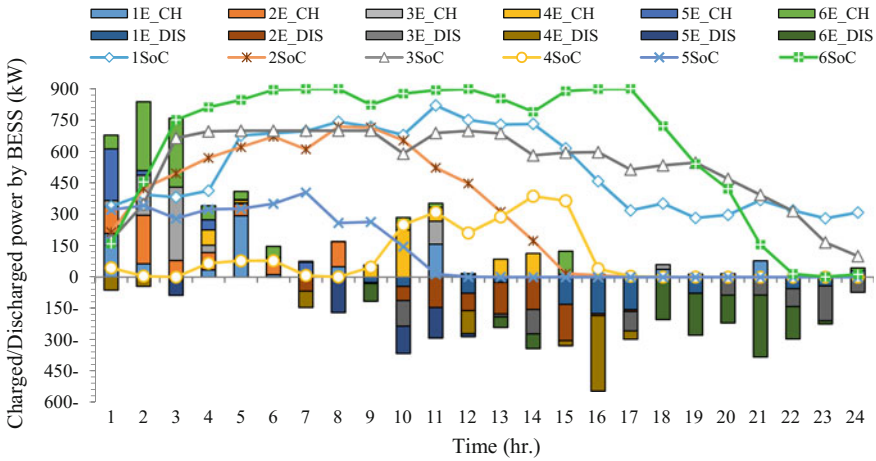 1E_CH 2E_CH 3E_CH 4E_CH 5E_CH 6E_CH
1E_DIS 2E_DIS 3E_DIS 4E_DIS 5E_DIS 6E_DIS
1SoC 2SoC 3SoC 4SoC 5SoC 6SoC
Charged/Discharged power by BESS (kW)
900
750
600
450
300
150
0
150-
300-
450-
600-
1 2 3 4 5 6 7 8 9 10 11 12 13 14 15 16 17 18 19 20 21 22 23 24
Time (hr.)